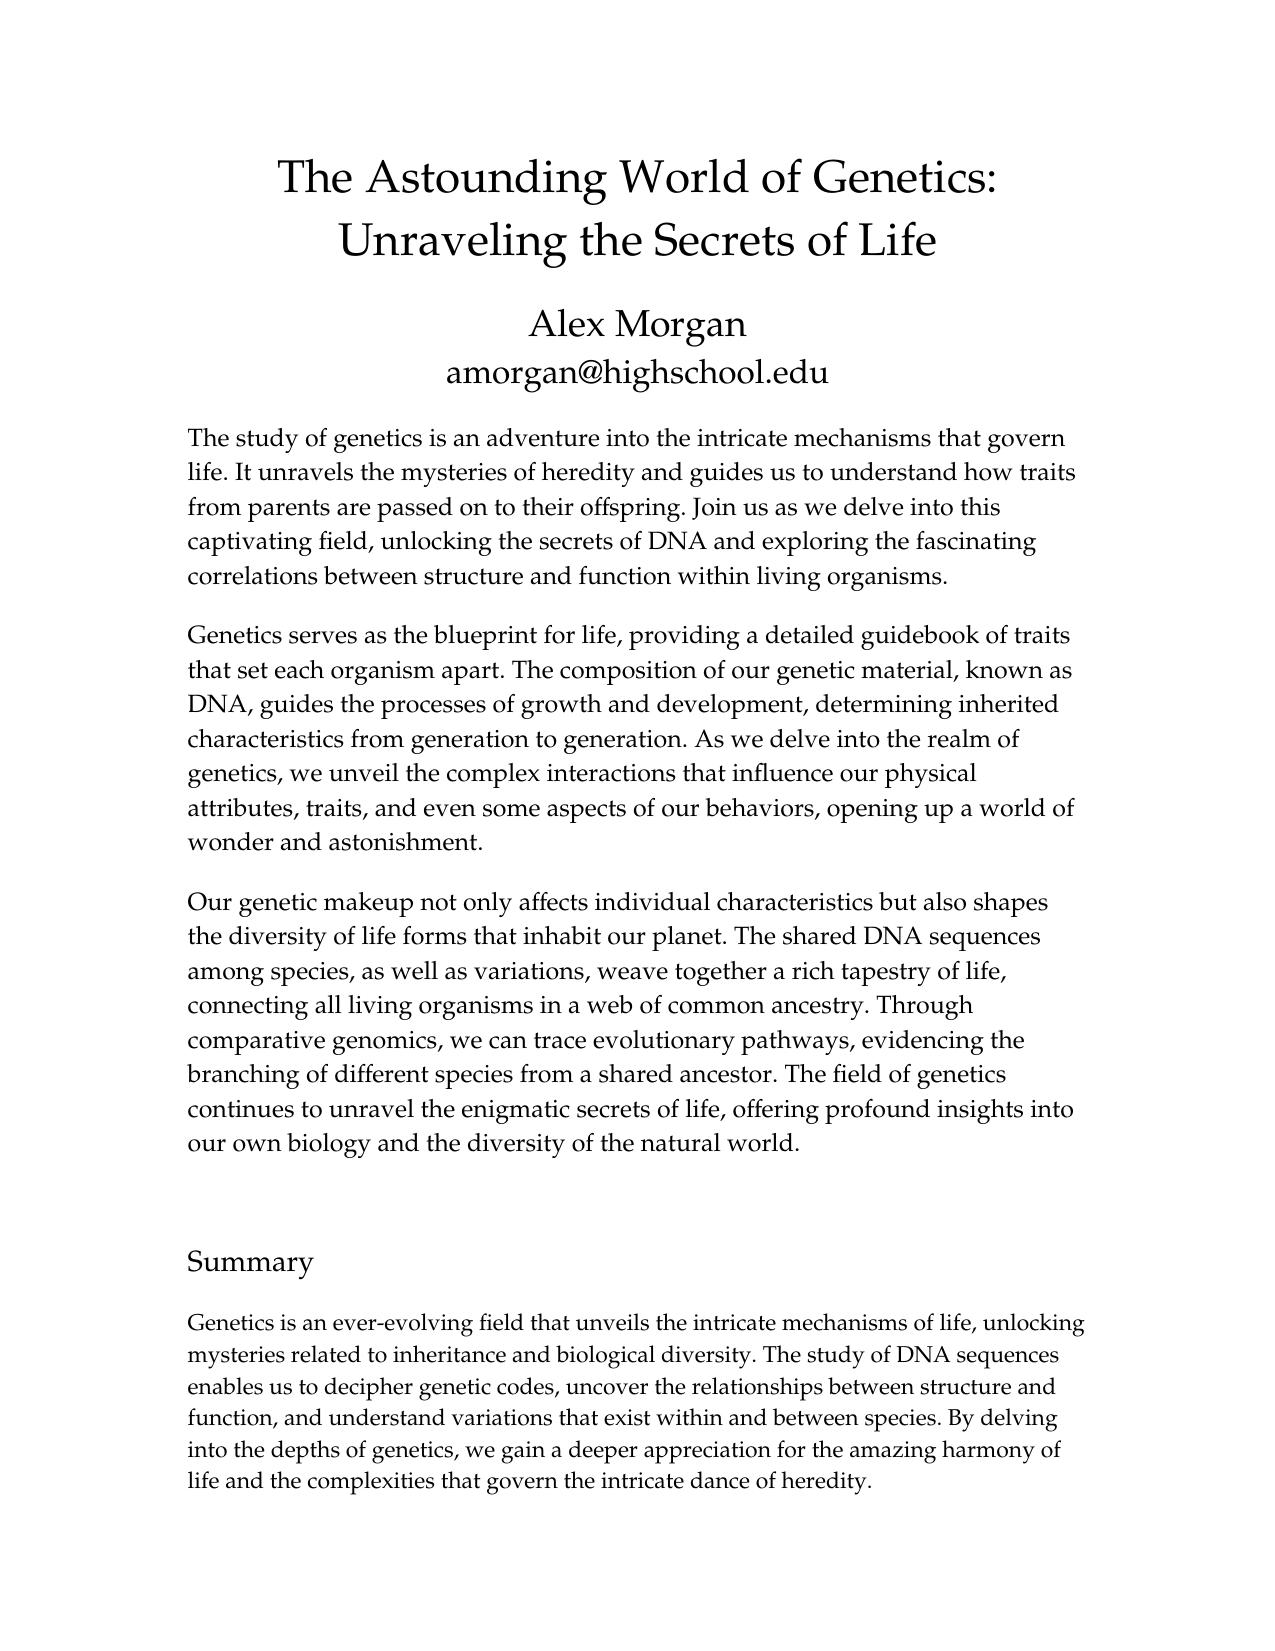 The Astounding World of Genetics:
Unraveling the Secrets of Life
Alex Morgan
amorgan@highschool.edu
The study of genetics is an adventure into the intricate mechanisms that govern
life. It unravels the mysteries of heredity and guides us to understand how traits
from parents are passed on to their offspring. Join us as we delve into this
captivating field, unlocking the secrets of DNA and exploring the fascinating
correlations between structure and function within living organisms.
Genetics serves as the blueprint for life, providing a detailed guidebook of traits
that set each organism apart. The composition of our genetic material, known as
DNA, guides the processes of growth and development, determining inherited
characteristics from generation to generation. As we delve into the realm of
genetics, we unveil the complex interactions that influence our physical
attributes, traits, and even some aspects of our behaviors, opening up a world of
wonder and astonishment.
Our genetic makeup not only affects individual characteristics but also shapes
the diversity of life forms that inhabit our planet. The shared DNA sequences
among species, as well as variations, weave together a rich tapestry of life,
connecting all living organisms in a web of common ancestry. Through
comparative genomics, we can trace evolutionary pathways, evidencing the
branching of different species from a shared ancestor. The field of genetics
continues to unravel the enigmatic secrets of life, offering profound insights into
our own biology and the diversity of the natural world.
Summary
Genetics is an ever-evolving field that unveils the intricate mechanisms of life, unlocking
mysteries related to inheritance and biological diversity. The study of DNA sequences
enables us to decipher genetic codes, uncover the relationships between structure and
function, and understand variations that exist within and between species. By delving
into the depths of genetics, we gain a deeper appreciation for the amazing harmony of
life and the complexities that govern the intricate dance of heredity.